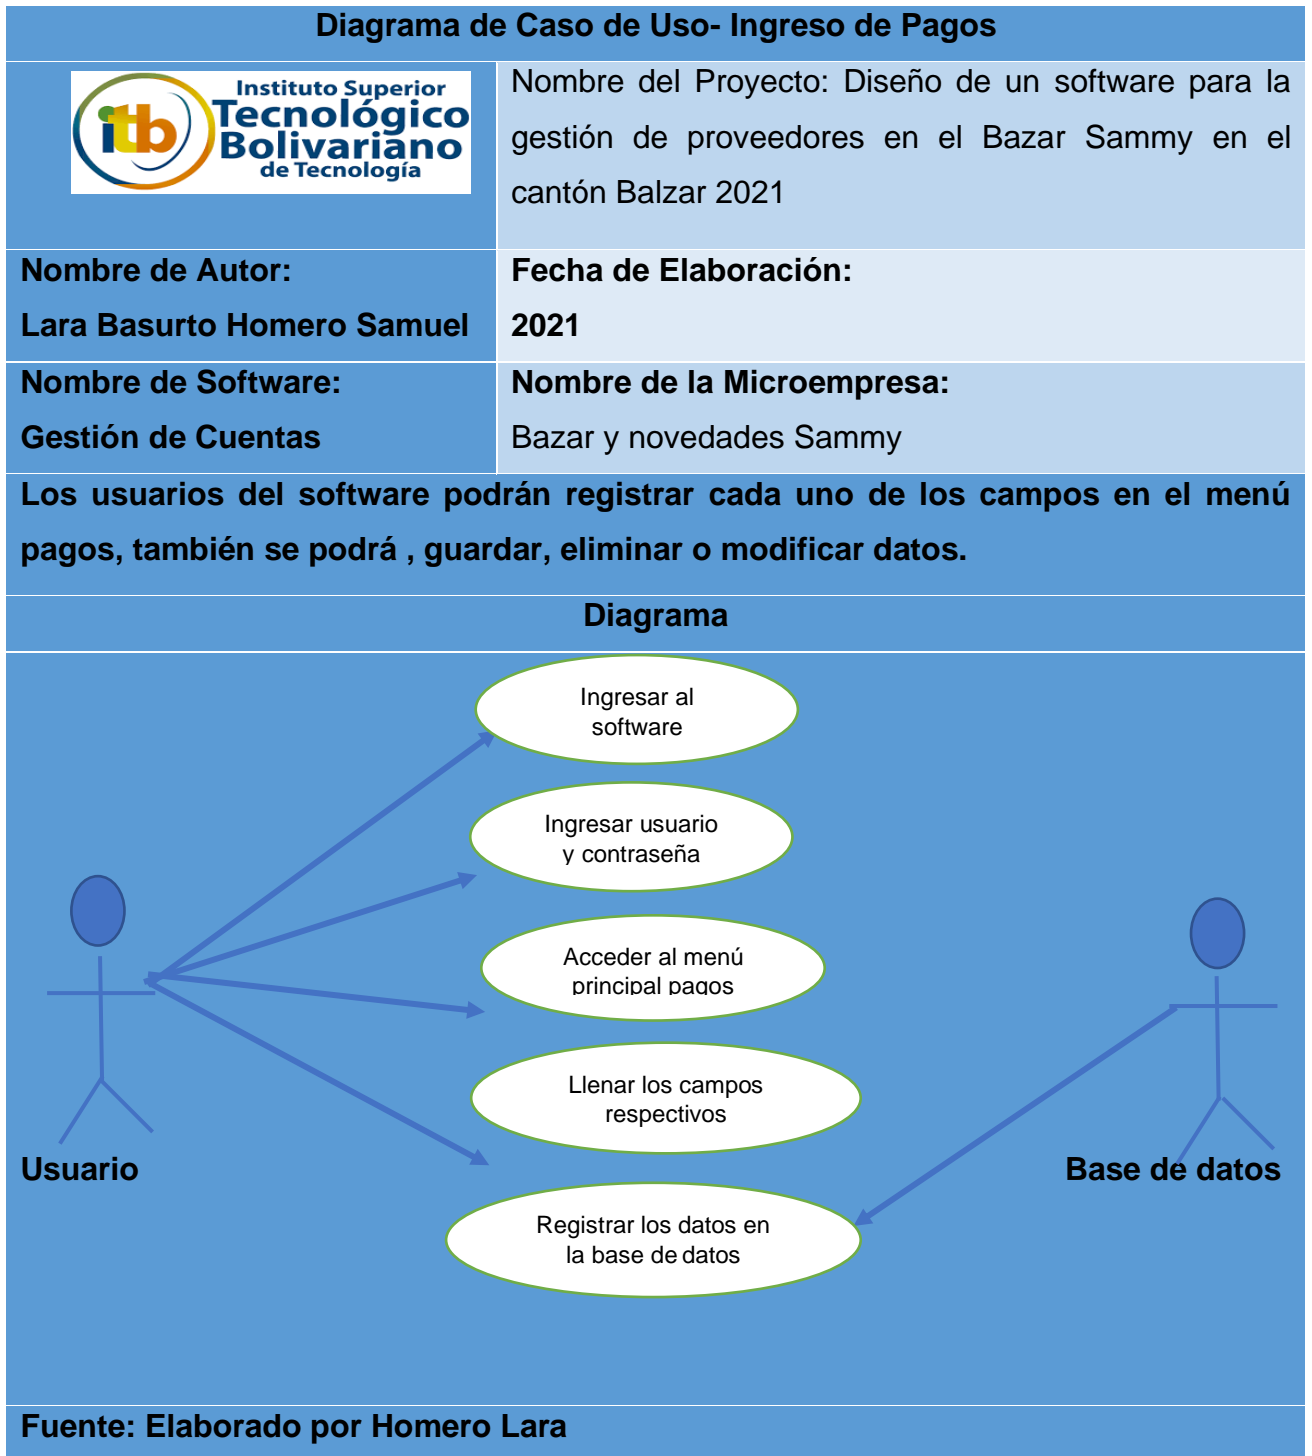 Diagrama de Caso de Uso- Ingreso de Pagos
itb
Instituto Superior
Tecnológico
Bolivariano
de Tecnología
Nombre del Proyecto: Diseño de un software para la
gestión de proveedores en el Bazar Sammy en el
cantón Balzar 2021
Nombre de Autor:
Lara Basurto Homero Samuel
Fecha de Elaboración:
2021
Nombre de Software:
Gestión de Cuentas
Nombre de la Microempresa:
Bazar y novedades Sammy
Los usuarios del software podrán registrar cada uno de los campos en el menú
pagos, también se podrá , guardar, eliminar o modificar datos.
Diagrama
Ingresar al
software
Ingresar usuario
y contraseña
Acceder al menú
principal pagos
Llenar los campos
respectivos
Usuario
Base de datos
Registrar los datos en
la base de datos
Fuente: Elaborado por Homero Lara